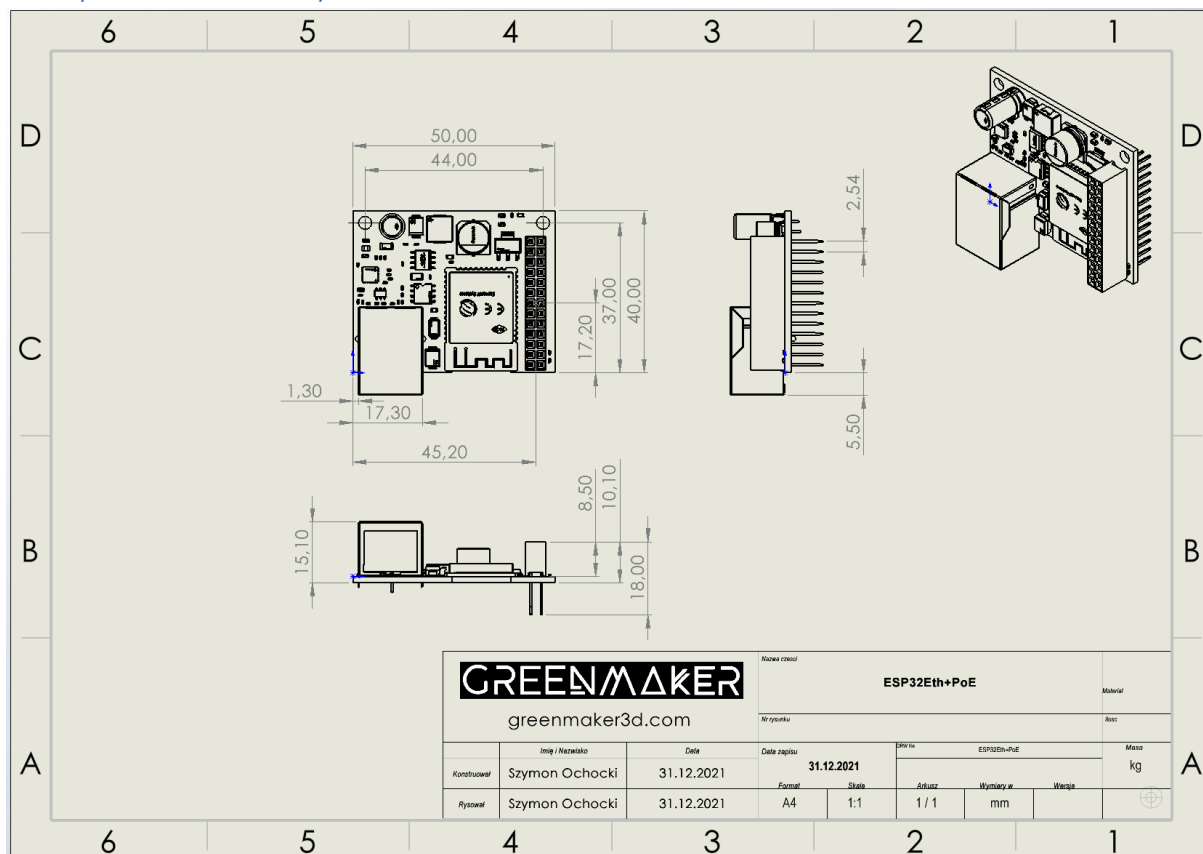 6 5 4 3 2 1
D D
50,00
44,00
2,54
37,00
40,00
17,20
C C
1,30
17,30
5,50
45,20
8,50
10,10
15,10
18,00
B B
GREENMAKER
greenmaker3d.com
Nazwa czesci
ESP32Eth+PoE
Materiał
Nr rysunku
Ilosc
Imię i Nazwisko Data
Data zapisu
31.12.2021
DRW file
ESP32Eth+PoE
Masa
kg
A A
Konstruował Szymon Ochocki 31.12.2021
Format Skala Arkusz Wymiary w Wersja
A4 1:1 1 / 1 mm
Rysował Szymon Ochocki 31.12.2021
6 5 4 3 2 1